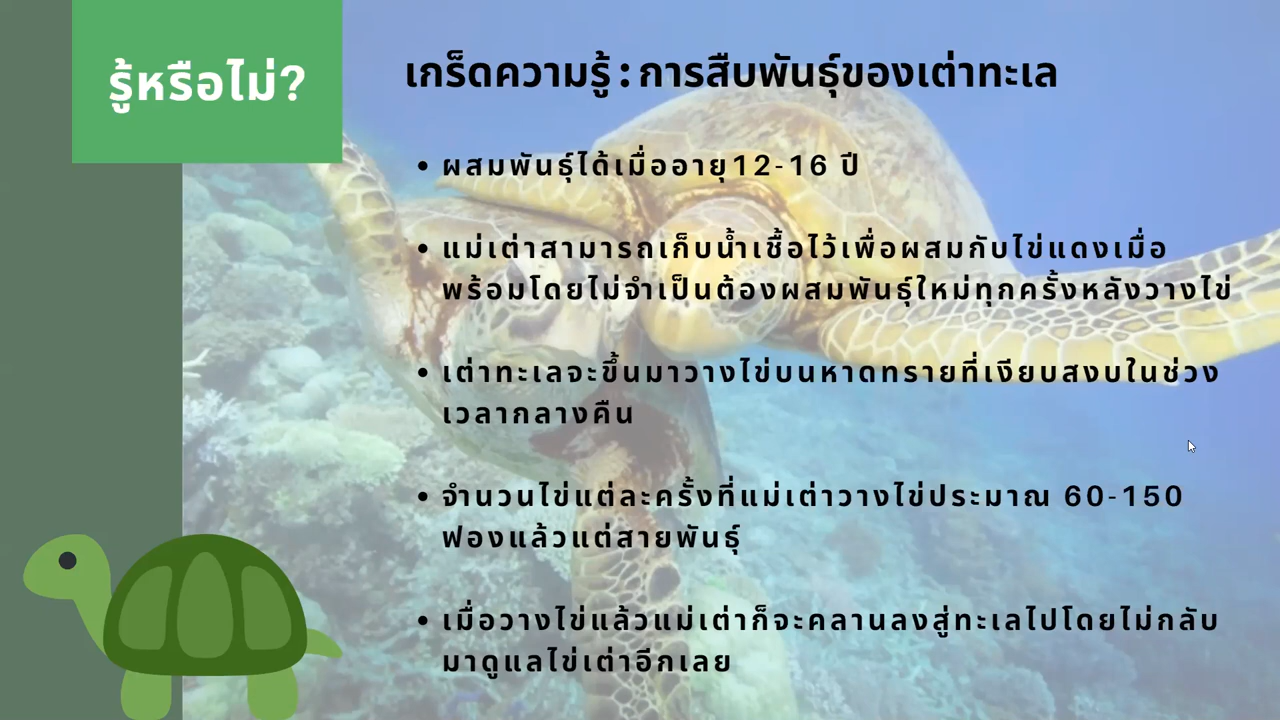 รู้หรือไม่?
เกร็ดความรู้ : การสืบพันธุ์ของเต่าทะเล
• ผสมพันธุ์ได้เมื่ออายุ12-16 ปี
• แม่เต่าสามารถเก็บน้ำเชื้อไว้เพื่อผสมกับไข่แดงเมื่อ
พร้อมโดยไม่จำเป็นต้องผสมพันธุ์ใหม่ทุกครั้งหลังวางไข่
• เต่าทะเลจะขึ้นมาวางไข่บนหาดทรายที่เงียบสงบในช่วง
เวลากลางคืน
• จำนวนไข่แต่ละครั้งที่แม่เต่าวางไข่ประมาณ 60-150
ฟองแล้วแต่สายพันธุ์
• เมื่อวางไข่แล้วแม่เต่าก็จะคลานลงสู่ทะเลไปโดยไม่กลับ
มาดูแลไข่เต่าอีกเลย